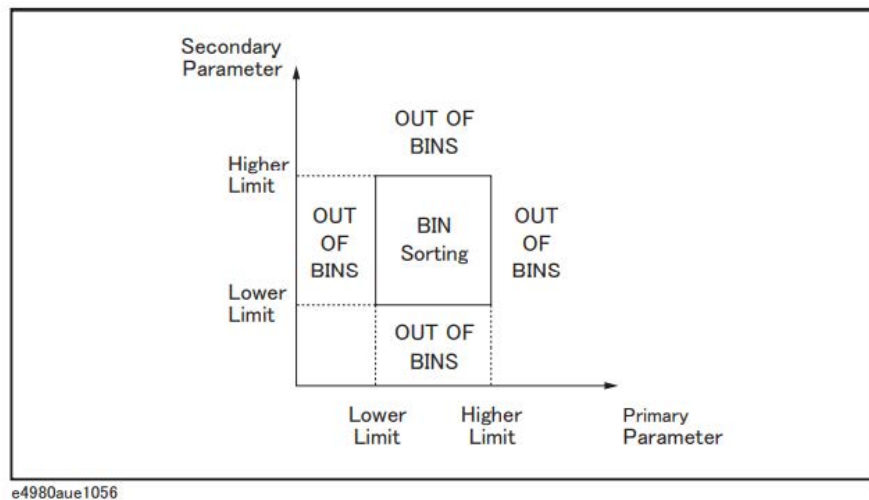 Secondary
Parameter
OUT OF
BINS
Higher
Limit
OUT
OF
BINS
BIN
Sorting
OUT
OF
BINS
Lower
Limit
OUT OF
BINS
Lower
Limit
Higher
Limit
Primary
Parameter
e4980aue1056